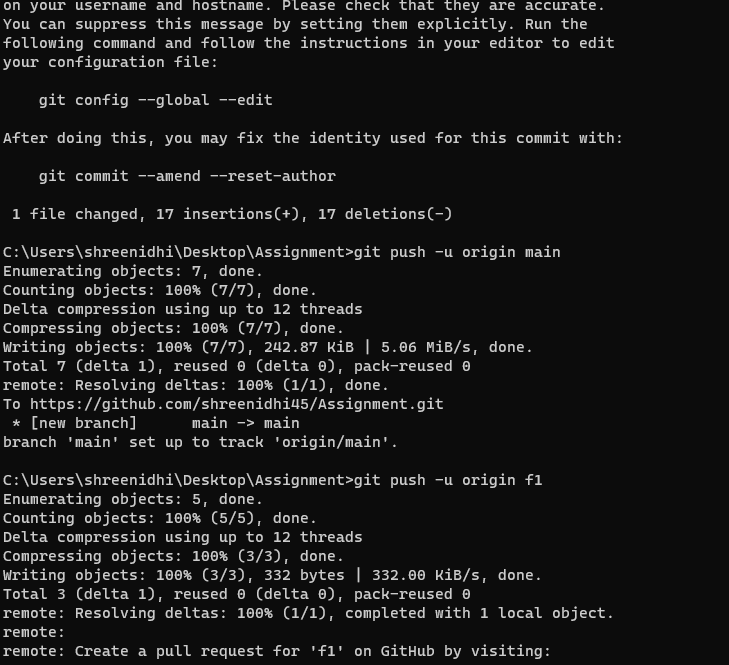 on your username and hostname. Please check that they are accurate.
You can suppress this message by setting them explicitly. Run the
following command and follow the instructions in your editor to edit
your configuration file:
git config --global --edit
After doing this, you may fix the identity used for this commit with:
git commit --amend --reset-author
1 file changed, 17 insertions(+), 17 deletions(-)
C:\Users\shreenidhi\Desktop\Assignment>git push -u origin main
Enumerating objects: 7, done.
Counting objects: 100% (7/7), done.
Delta compression using up to 12 threads
Compressing objects: 100% (7/7), done.
Writing objects: 100% (7/7), 242.87 KiB | 5.06 MiB/s, done.
Total 7 (delta 1), reused 0 (delta 0), pack-reused 0
remote: Resolving deltas: 100% (1/1), done.
To https://github.com/shreenidhi45/Assignment.git
* [new branch]      main -> main
branch 'main' set up to track 'origin/main'.
C:\Users\shreenidhi\Desktop\Assignment>git push -u origin f1
Enumerating objects: 5, done.
Counting objects: 100% (5/5), done.
Delta compression using up to 12 threads
Compressing objects: 100% (3/3), done.
Writing objects: 100% (3/3), 332 bytes | 332.00 KiB/s, done.
Total 3 (delta 1), reused 0 (delta 0), pack-reused 0
remote: Resolving deltas: 100% (1/1), completed with 1 local object.
remote:
remote: Create a pull request for 'f1' on GitHub by visiting: